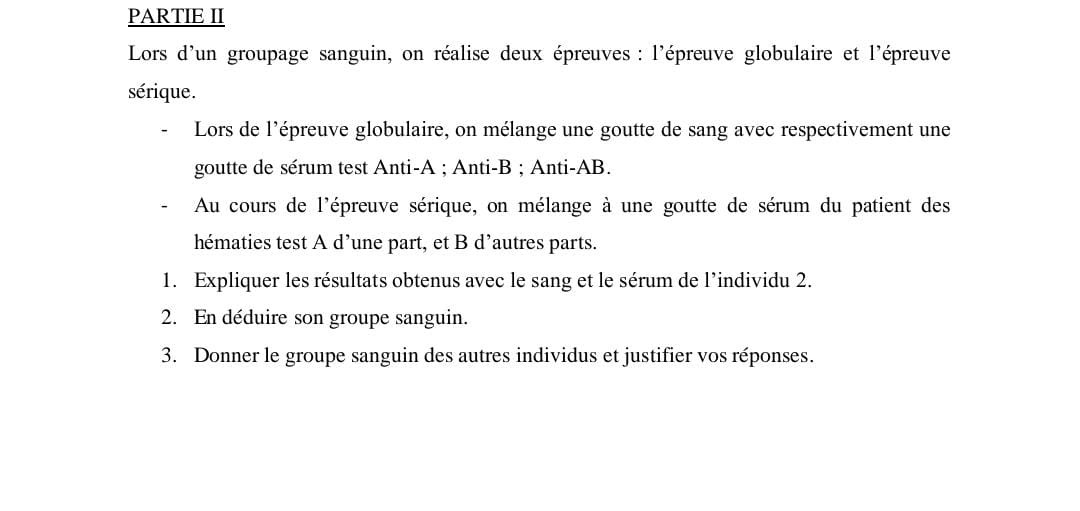 PARTIE II
Lors d’un groupage sanguin, on réalise deux épreuves : l’épreuve globulaire et l’épreuve
sérique.
- Lors de l’épreuve globulaire, on mélange une goutte de sang avec respectivement une
goutte de sérum test Anti-A ; Anti-B ; Anti-AB.
- Au cours de l’épreuve sérique, on mélange à une goutte de sérum du patient des
hématies test A d’une part, et B d’autres parts.
1. Expliquer les résultats obtenus avec le sang et le sérum de l’individu 2.
2. En déduire son groupe sanguin.
3. Donner le groupe sanguin des autres individus et justifier vos réponses.